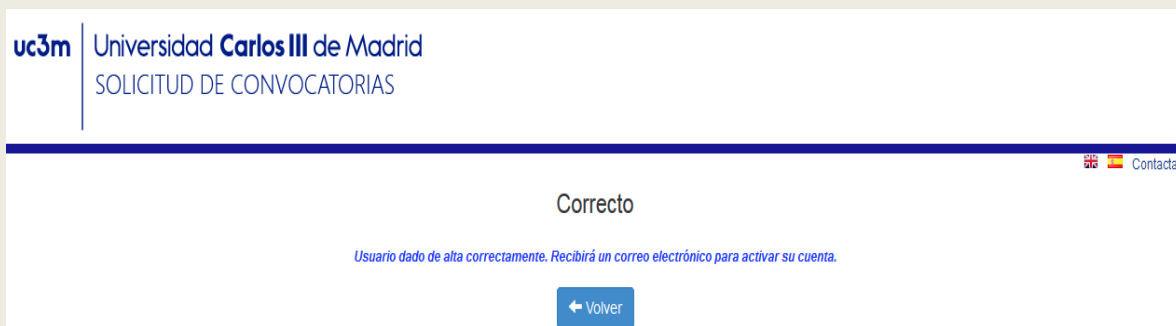 uc3m
Universidad Carlos III de Madrid
SOLICITUD DE CONVOCATORIAS
Contacta
Correcto
Usuario dado de alta correctamente. Recibirá un correo electrónico para activar su cuenta.
Volver